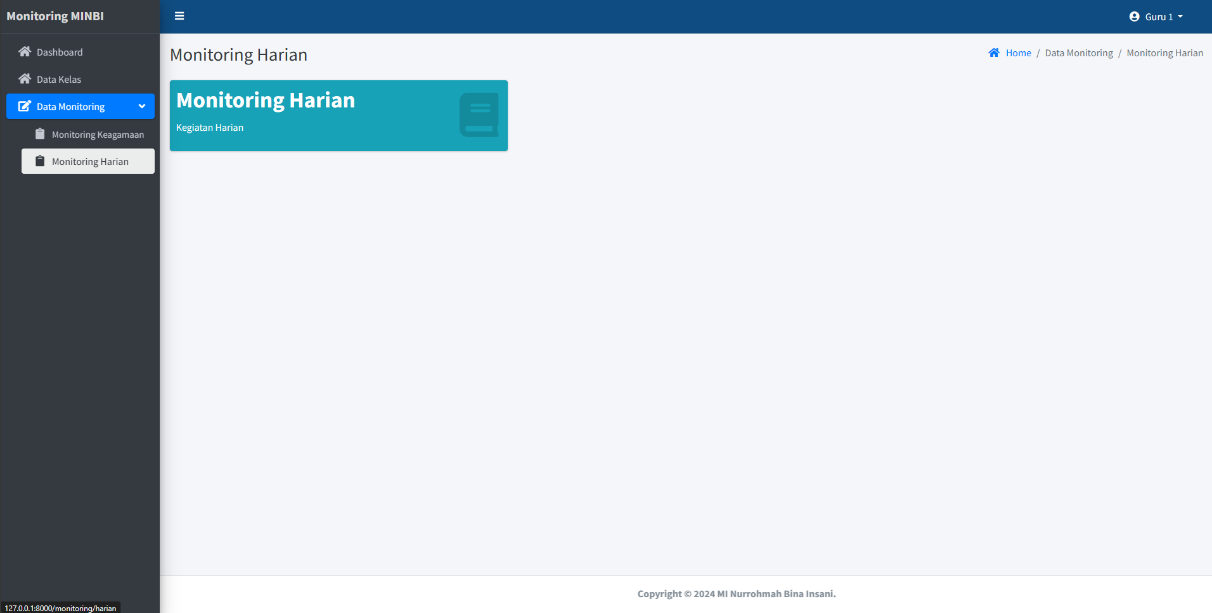 Monitoring MINBI
Guru 1
Dashboard
Data Kelas
Data Monitoring
Monitoring Keagamaan
Monitoring Harian
Monitoring Harian
Home / Data Monitoring / Monitoring Harian
Monitoring Harian
Kegiatan Harian
Copyright © 2024 MI Nurrohmah Bina Insani.
127.0.0.1:8000/monitoring/harian